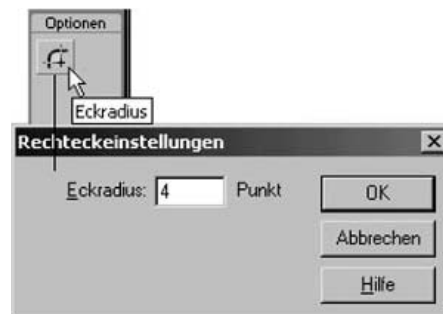 Optionen
Eckradius
Rechteckeinstellungen
Eckradius: 4 Punkt
OK
Abbrechen
Hilfe